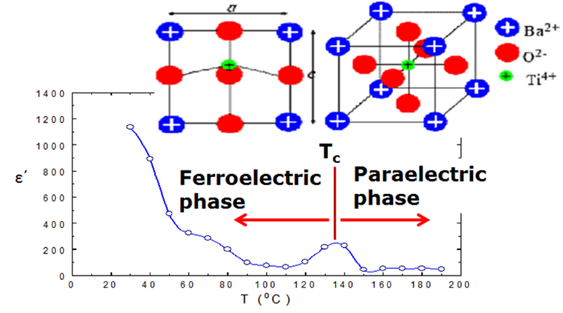 a
c
Ba2+
O2-
Ti4+
1400
1200
1000
800
600
400
200
0
ε′
Tc
Ferroelectric
phase
Paraelectric
phase
0 20 40 60 80 100 120 140 160 180 200
T (°C)